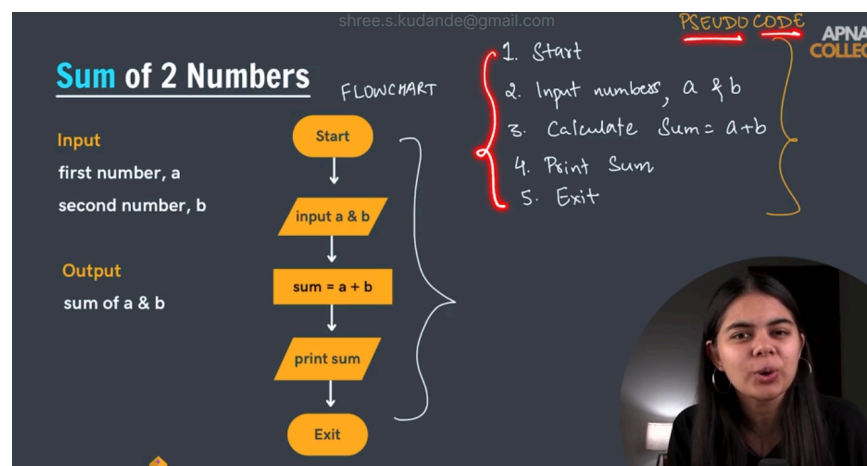 shree.s.kudande@gmail.com
PSEUDO CODE
APNA
COLLEG
Sum of 2 Numbers
FLOWCHART
Input
first number, a
second number, b
Output
sum of a & b
Start
input a & b
sum = a + b
print sum
Exit
1. Start
2. Input numbers, a & b
3. Calculate Sum = a+b
4. Print Sum
5. Exit